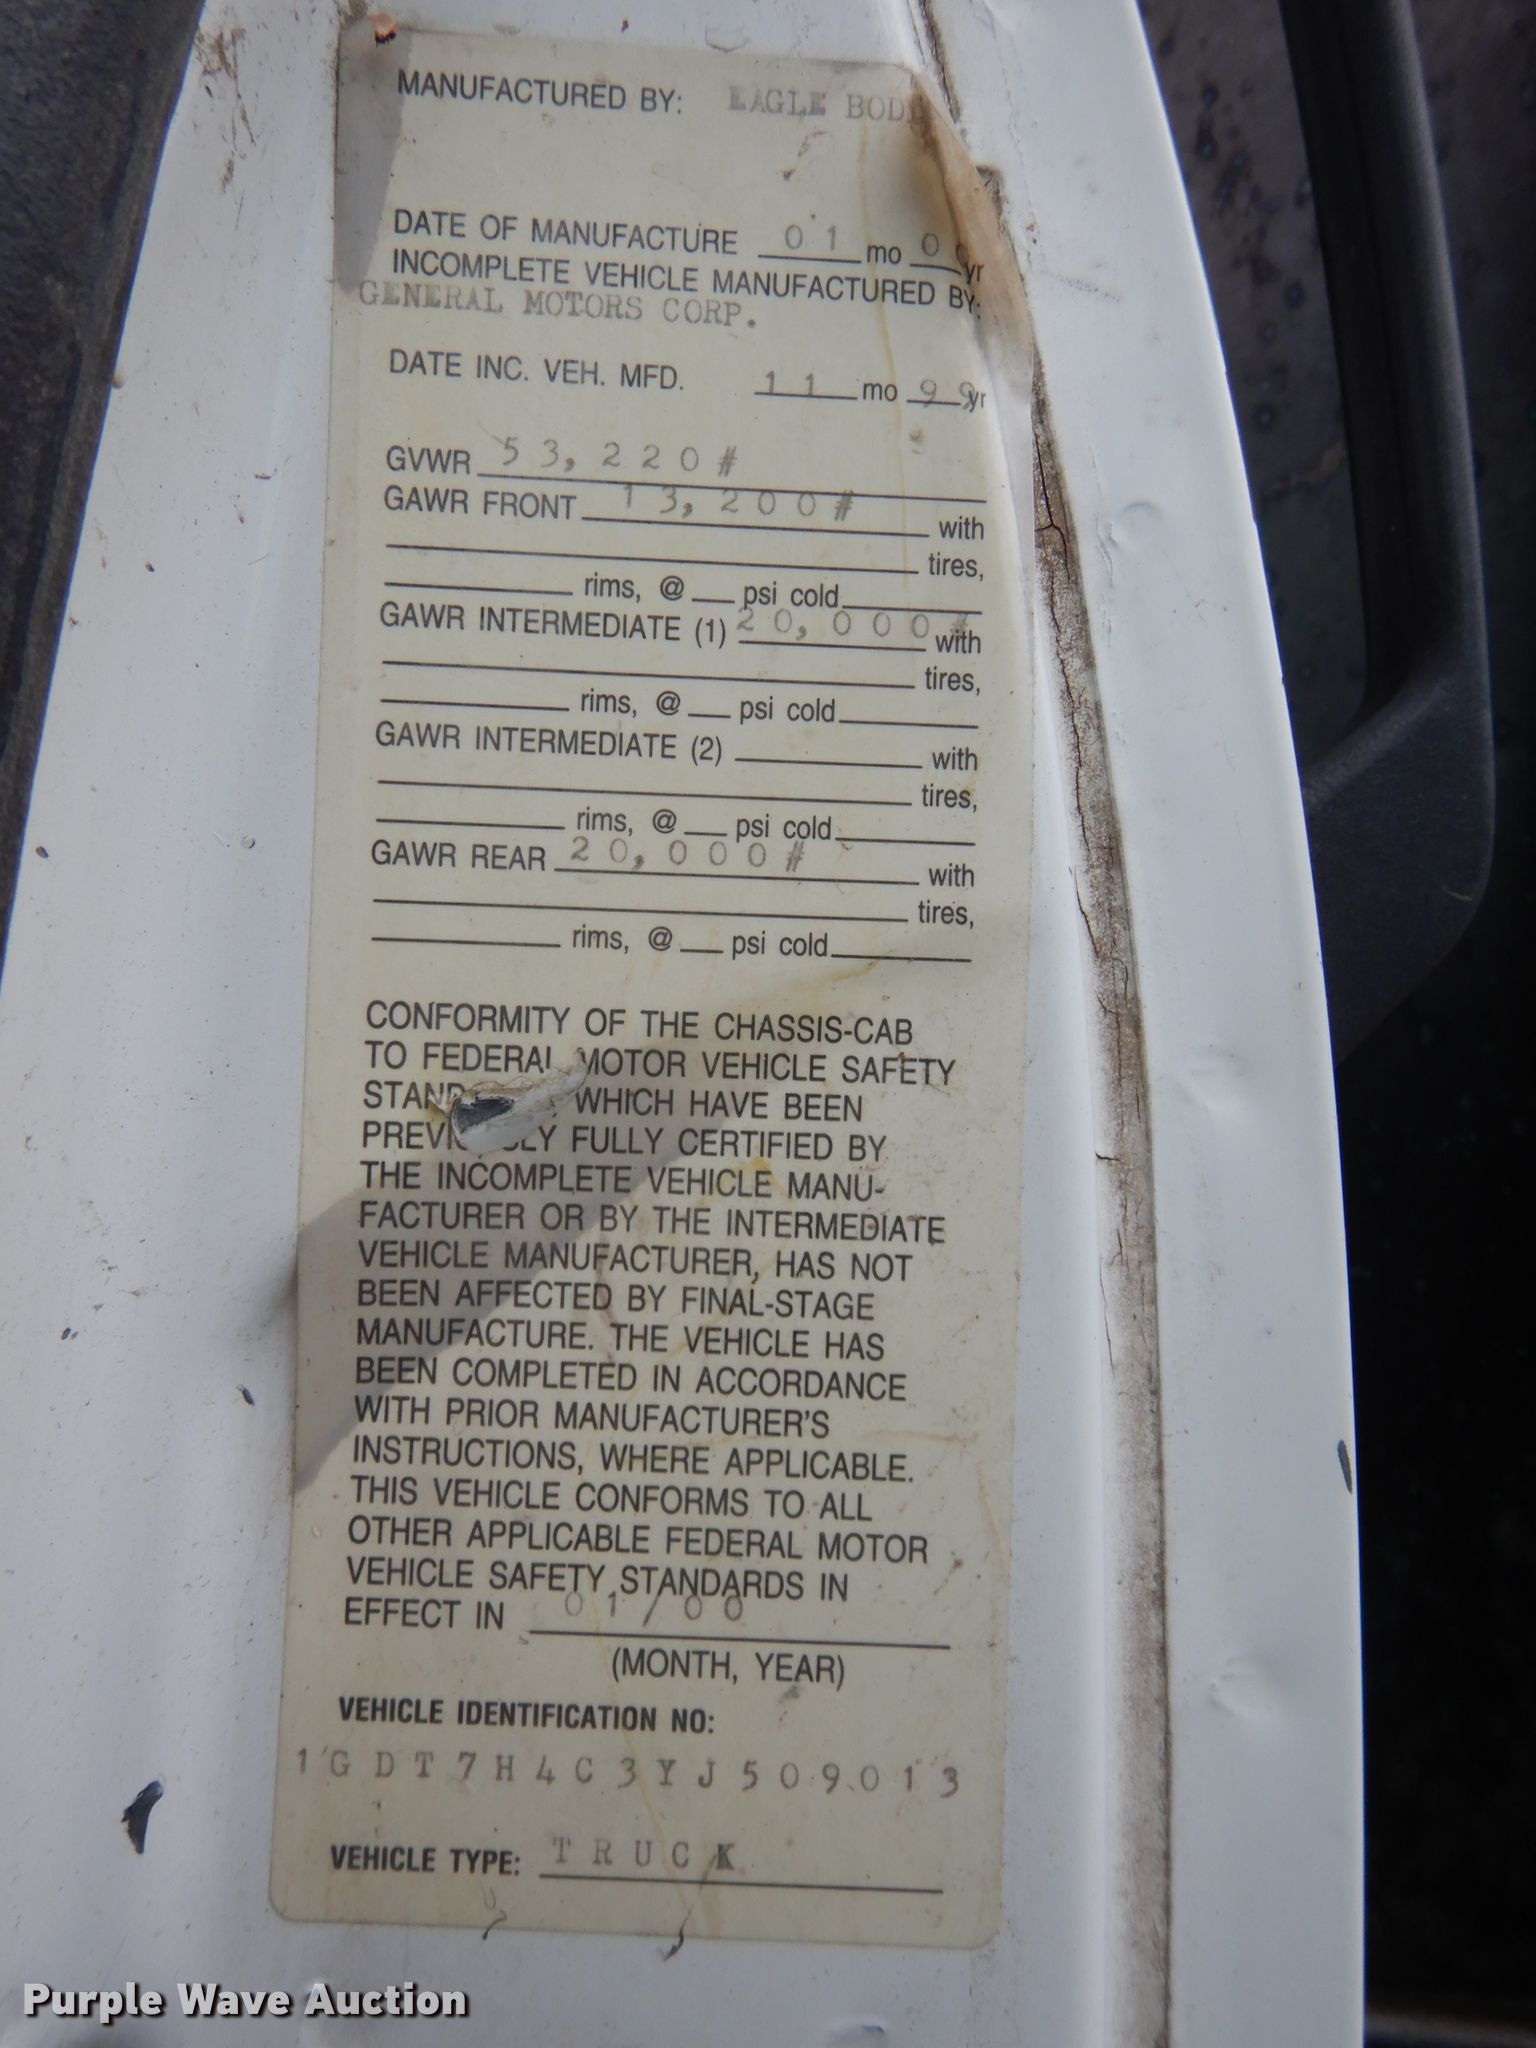 MANUFACTURED BY: EAGLE BODY
DATE OF MANUFACTURE 01 mo 00 yr
INCOMPLETE VEHICLE MANUFACTURED BY:
GENERAL MOTORS CORP.
DATE INC. VEH. MFD. 11 mo 99 yr
GVWR 53,220#
GAWR FRONT 13,200# with
tires,
rims, @ psi cold
GAWR INTERMEDIATE (1) 20,000# with
tires,
rims, @ psi cold
GAWR INTERMEDIATE (2) with
tires,
rims, @ psi cold
GAWR REAR 20,000# with
tires,
rims, @ psi cold
CONFORMITY OF THE CHASSIS-CAB
TO FEDERAL MOTOR VEHICLE SAFETY
WHICH HAVE BEEN
FULLY CERTIFIED BY
THE INCOMPLETE VEHICLE MANU-
FACTURER OR BY THE INTERMEDIATE
VEHICLE MANUFACTURER, HAS NOT
BEEN AFFECTED BY FINAL-STAGE
MANUFACTURE. THE VEHICLE HAS
BEEN COMPLETED IN ACCORDANCE
WITH PRIOR MANUFACTURER'S
INSTRUCTIONS, WHERE APPLICABLE.
THIS VEHICLE CONFORMS TO ALL
OTHER APPLICABLE FEDERAL MOTOR
VEHICLE SAFETY STANDARDS IN
EFFECT IN 01/00
(MONTH, YEAR)
VEHICLE IDENTIFICATION NO:
1GDT7H4C3YJ509013
VEHICLE TYPE: TRUCK
Purple Wave Auction